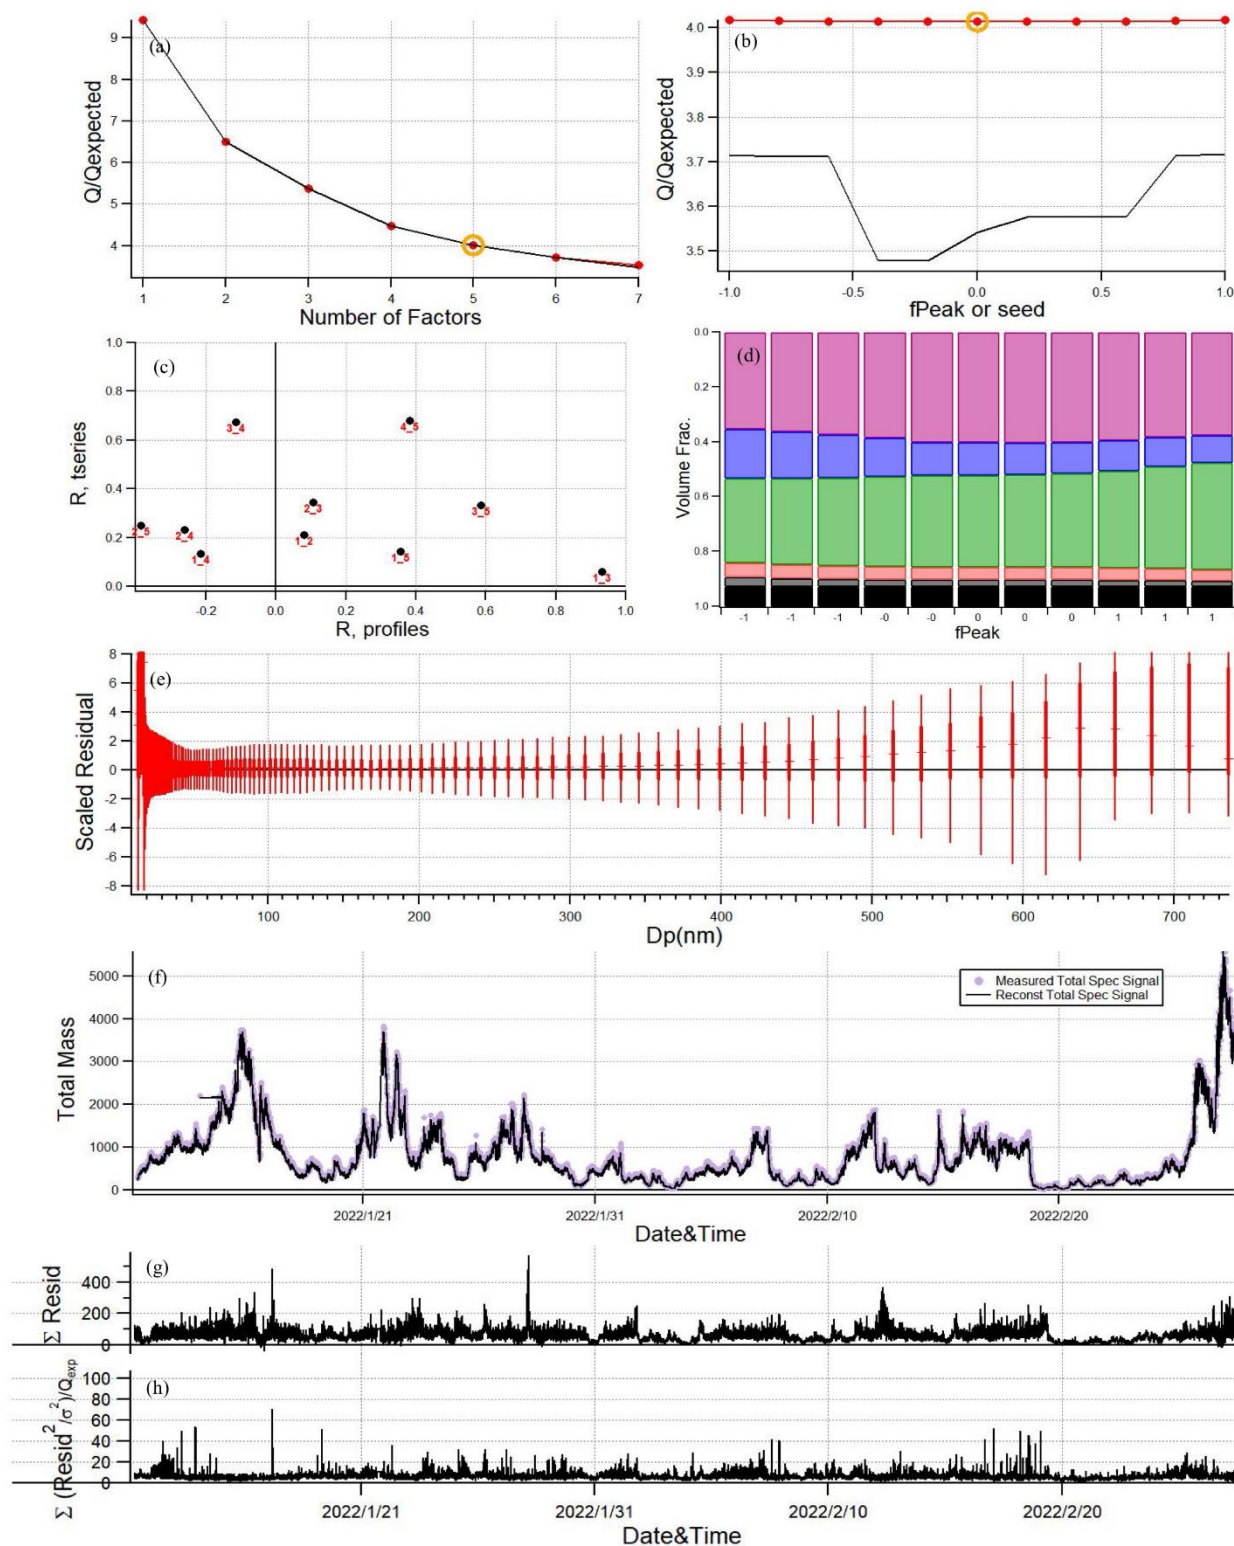 (a)
Q/Qexpected
9
8
7
6
5
4
1 2 3 4 5 6 7
Number of Factors
(b)
Q/Qexpected
4.0
3.9
3.8
3.7
3.6
3.5
-1.0 -0.5 0.0 0.5 1.0
fPeak or seed
(c)
R, tseries
1.0
0.8
0.6
0.4
0.2
0.0
3_4
4_5
2_3
3_5
2_5
2_4
1_2
1_4
1_5
1_3
-0.2 0.0 0.2 0.4 0.6 0.8 1.0
R, profiles
(d)
Volume Frac.
0.0
0.2
0.4
0.6
0.8
1.0
-1 -1 -1 -0 -0 0 0 0 1 1 1
fPeak
(e)
Scaled Residual
8
6
4
2
0
-2
-4
-6
-8
100 200 300 400 500 600 700
Dp(nm)
(f)
Total Mass
5000
4000
3000
2000
1000
0
Measured Total Spec Signal
Reconst Total Spec Signal
2022/1/21 2022/1/31 2022/2/10 2022/2/20
Date&Time
(g)
Σ Resid
400
200
0
(h)
Σ (Resid²/σ²)/Qexp
100
80
60
40
20
0
2022/1/21 2022/1/31 2022/2/10 2022/2/20
Date&Time